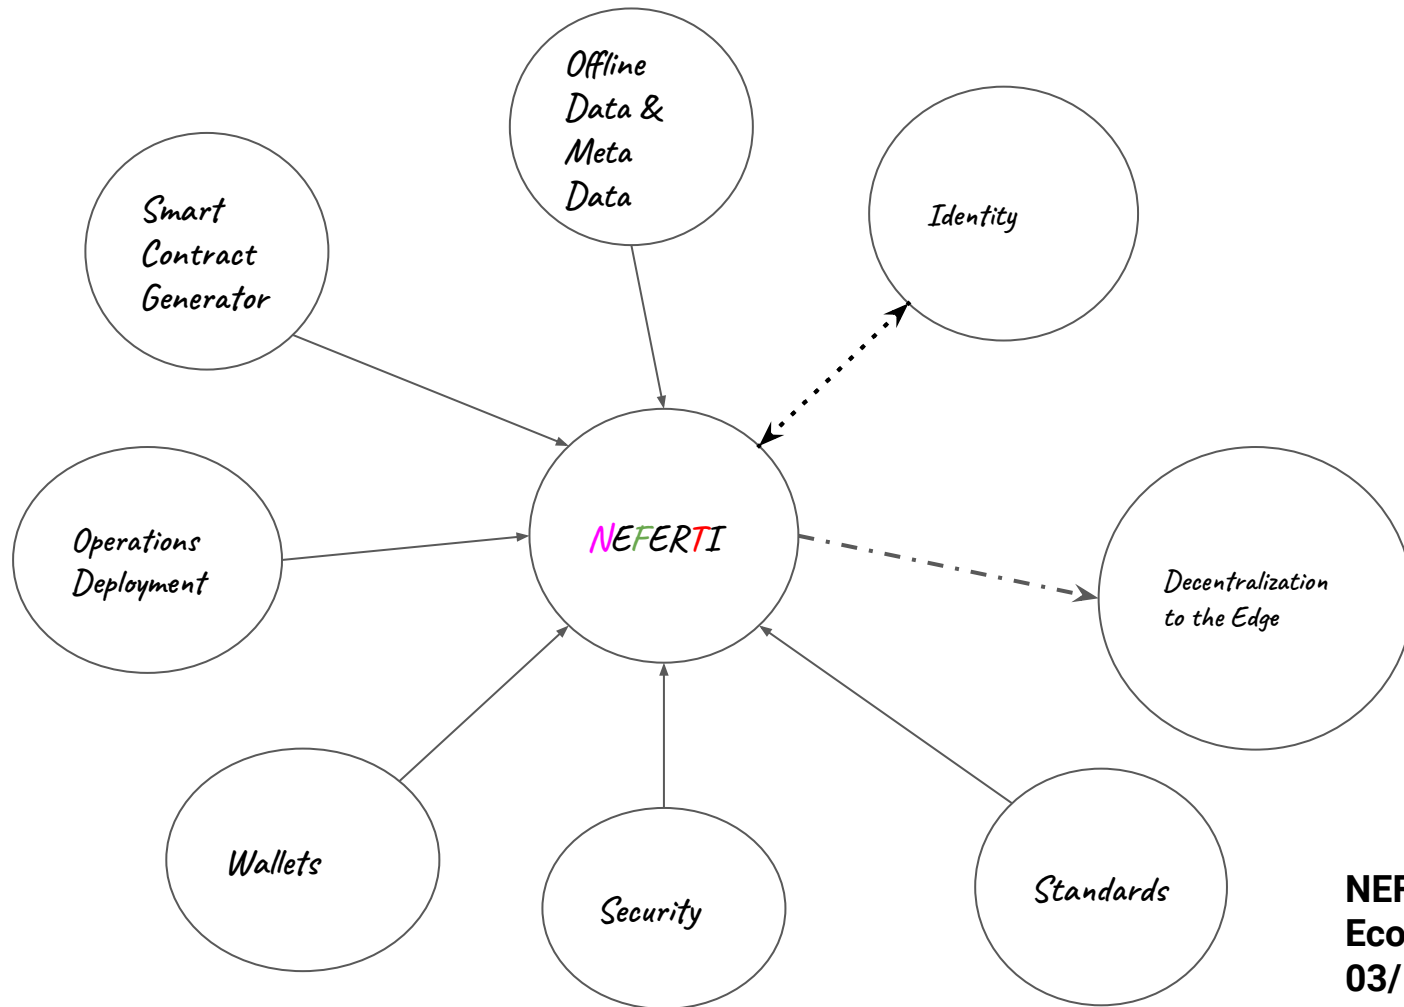 Offline
Data &
Meta
Data
Smart
Contract
Generator
Identity
Operations
Deployment
NEFERTI
Decentralization
to the Edge
Wallets
Security
Standards
NEF
Eco
03/